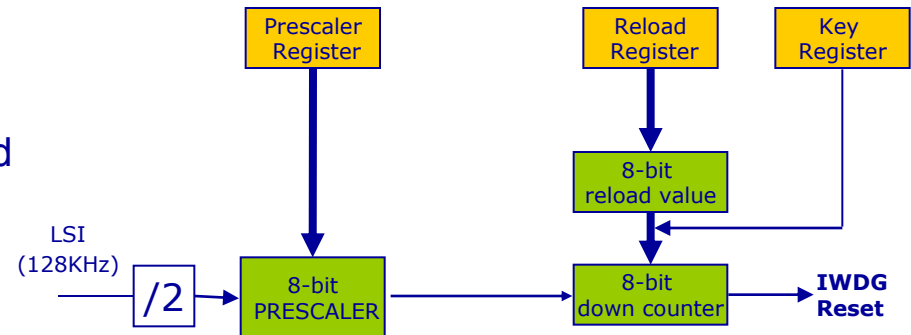 Prescaler
Register
Reload
Register
Key
Register
8-bit
reload value
LSI
(128KHz)
/2
8-bit
PRESCALER
8-bit
down counter
IWDG
Reset